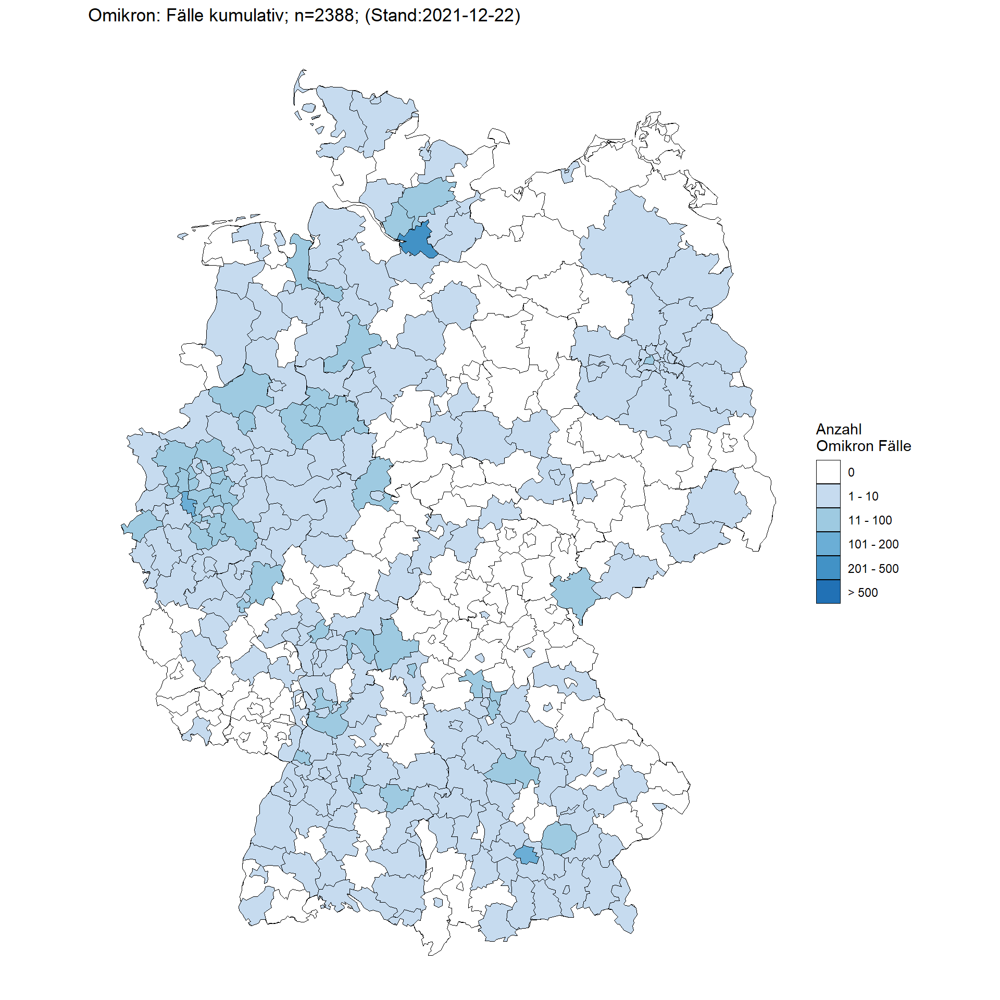 Omikron: Fälle kumulativ; n=2388; (Stand:2021-12-22)
Anzahl
Omikron Fälle
0
1 - 10
11 - 100
101 - 200
201 - 500
> 500